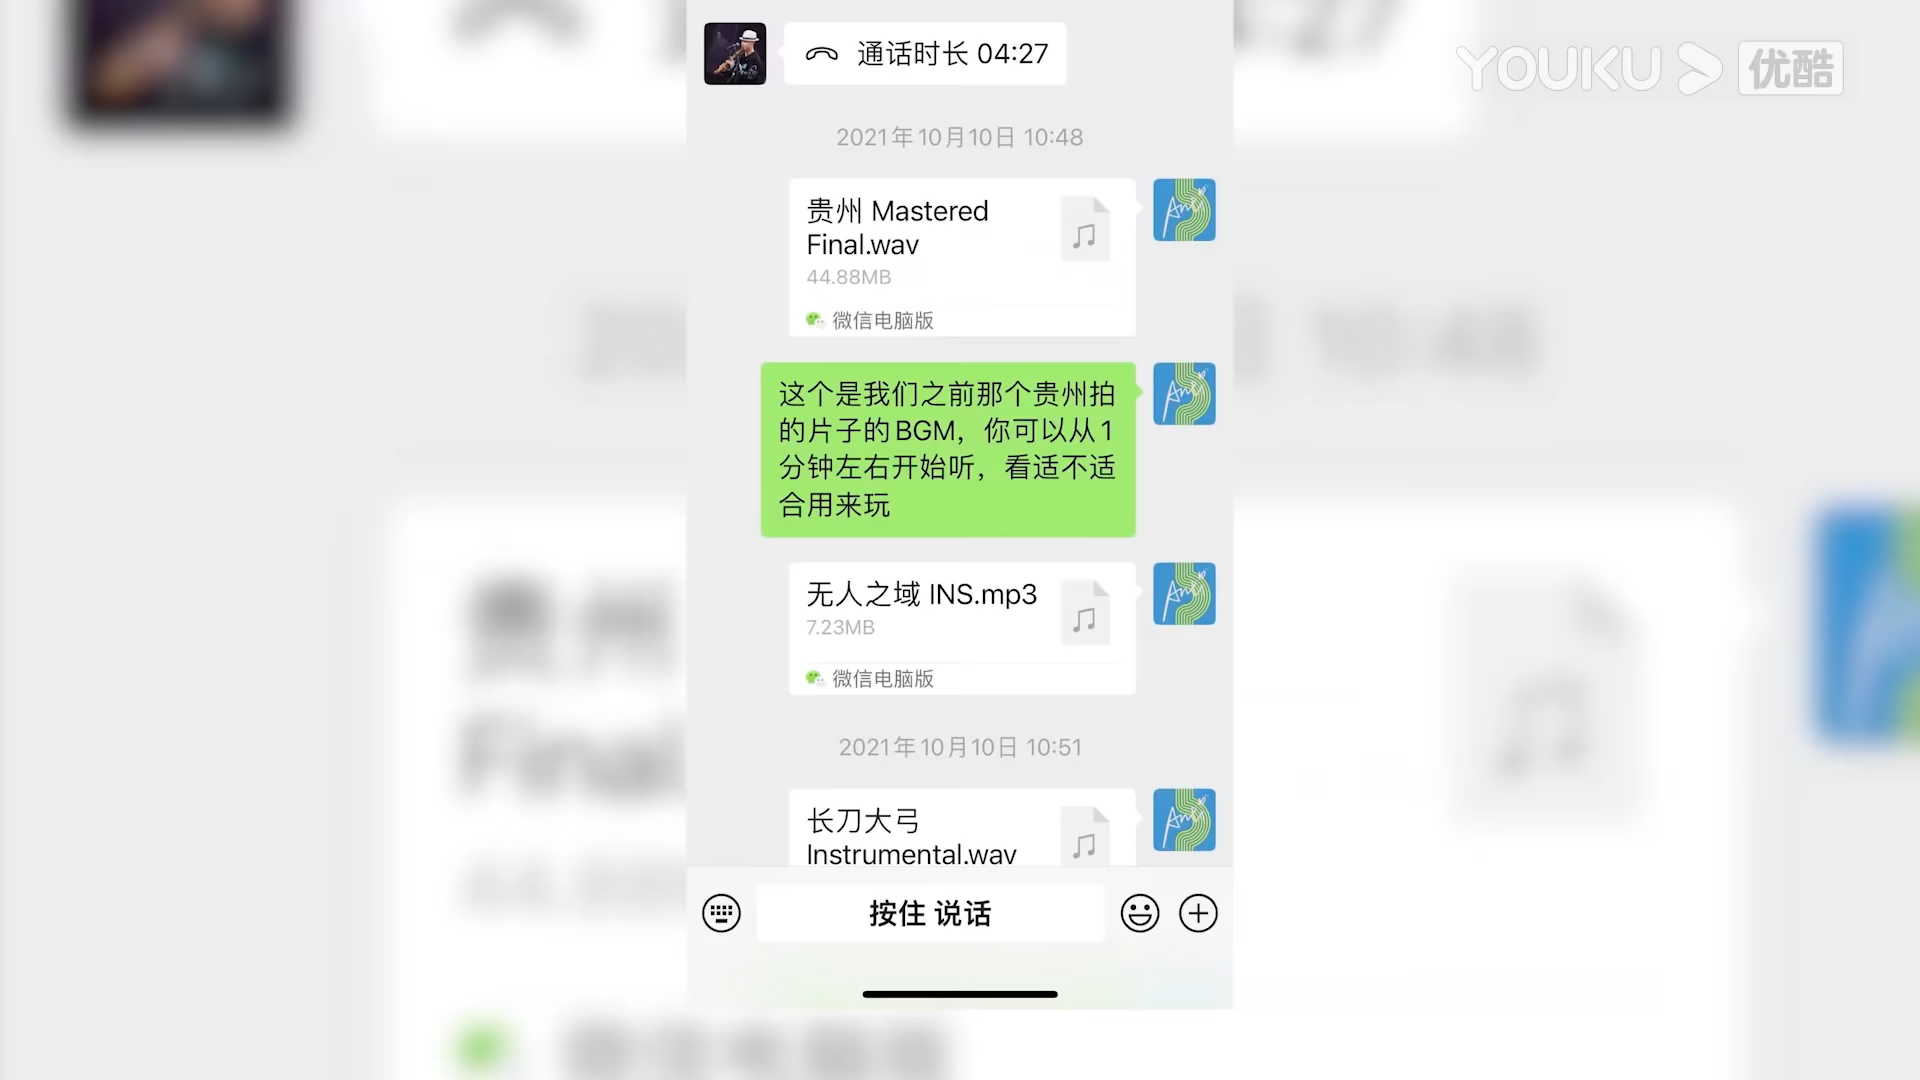 通话时长 04:27
YOUKU 优酷
2021年10月10日 10:48
贵州 Mastered
Final.wav
44.88MB
微信电脑版
这个是我们之前那个贵州拍
的片子的BGM，你可以从1
分钟左右开始听，看适不适
合用来玩
无人之域 INS.mp3
7.23MB
微信电脑版
2021年10月10日 10:51
长刀大弓
Instrumental.wav
按住 说话